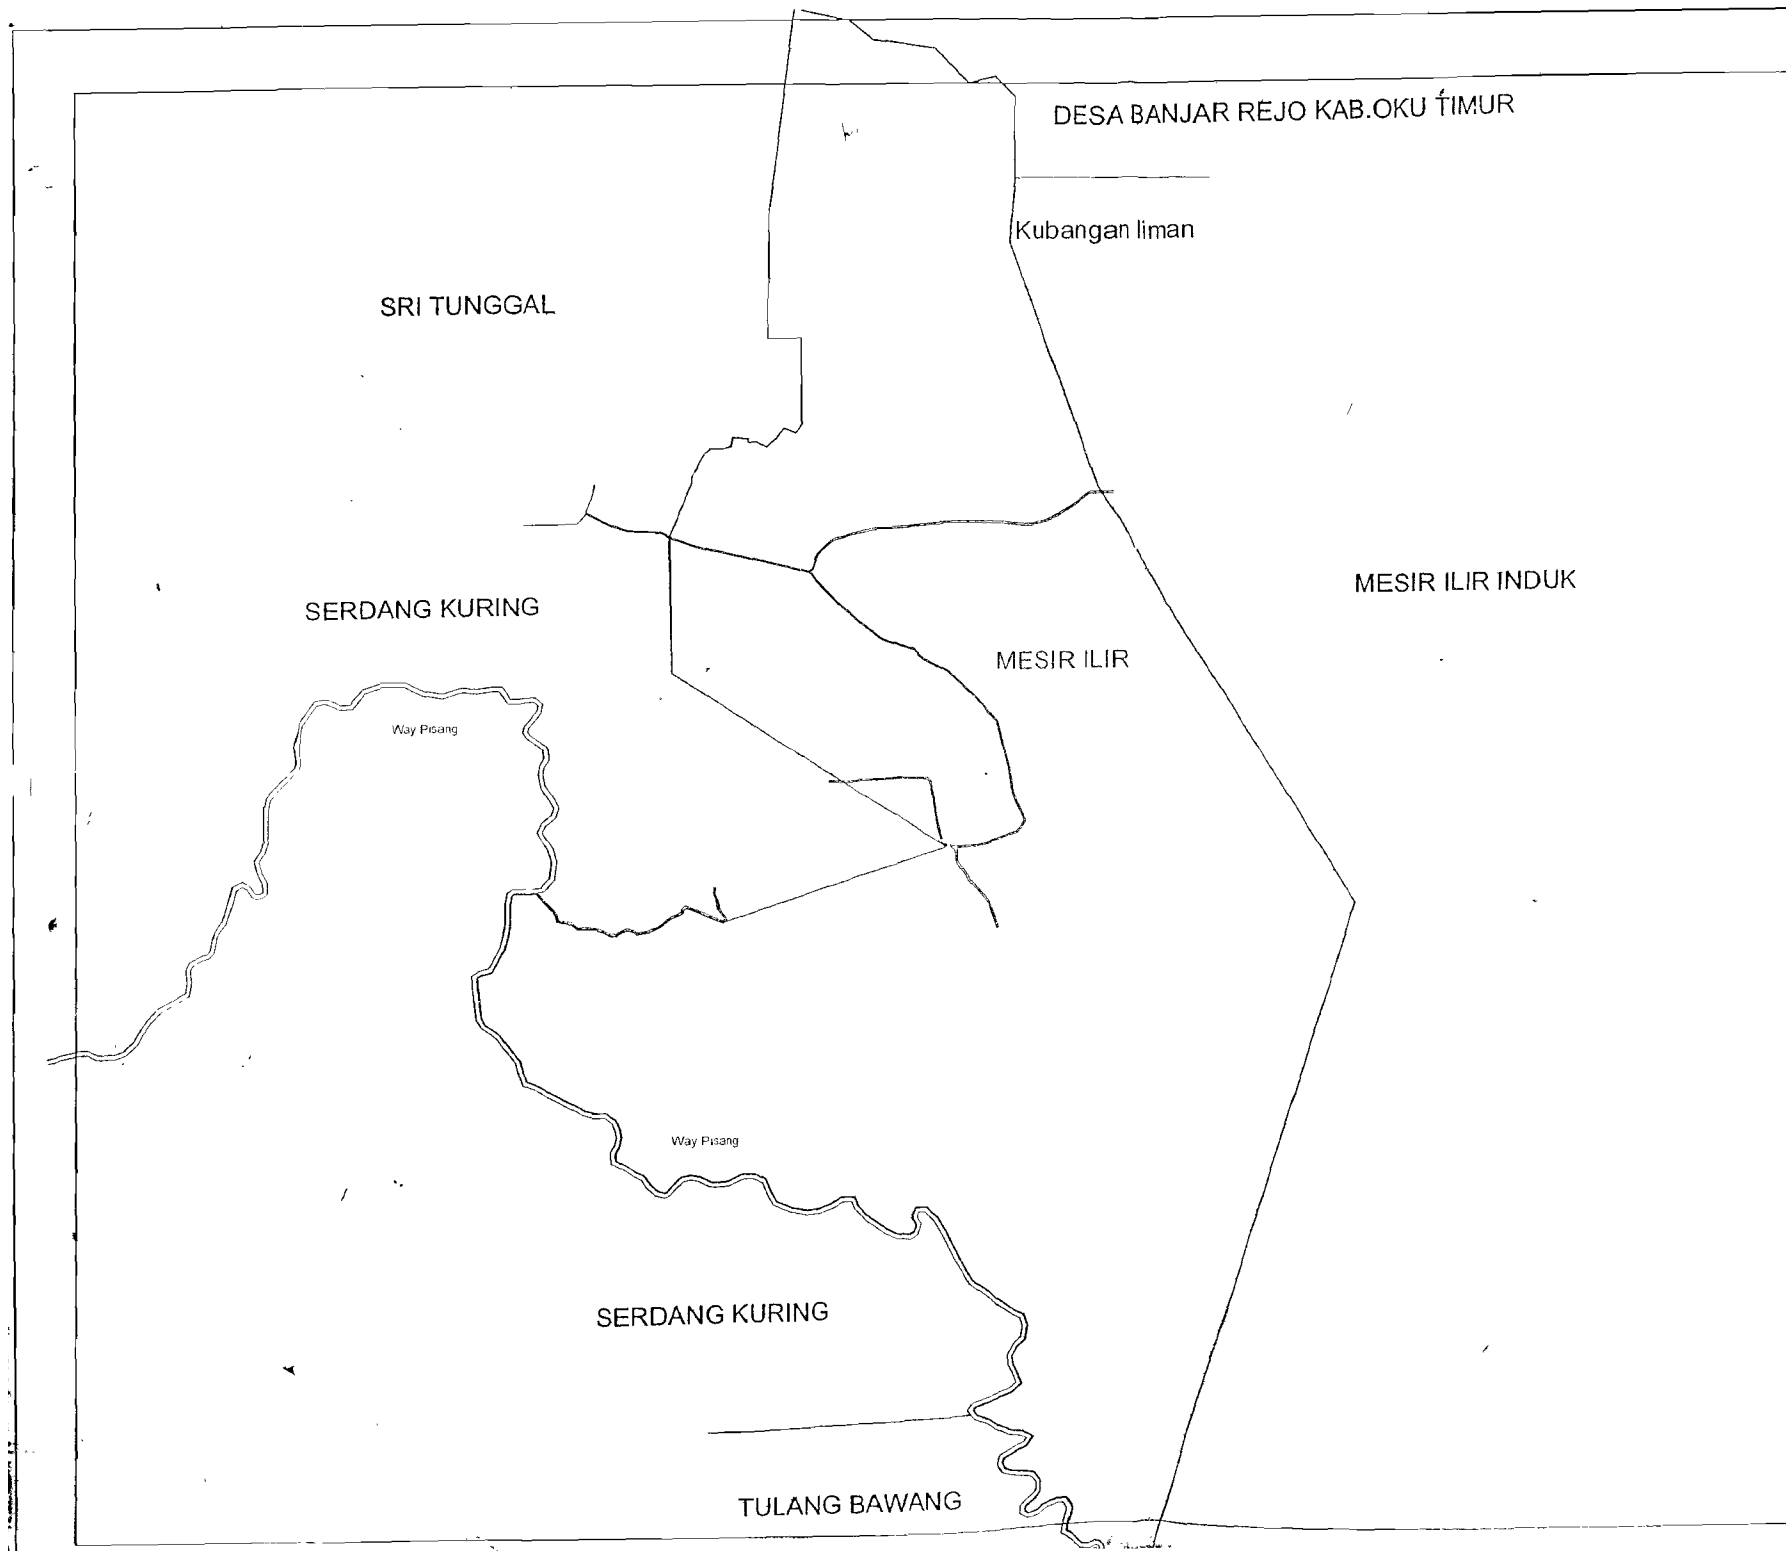 DESA BANJAR REJO KAB.OKU TIMUR
Kubangan liman
SRI TUNGGAL
MESIR ILIR INDUK
SERDANG KURING
MESIR ILIR
Way Pisang
Way Pisang
SERDANG KURING
TULANG BAWANG